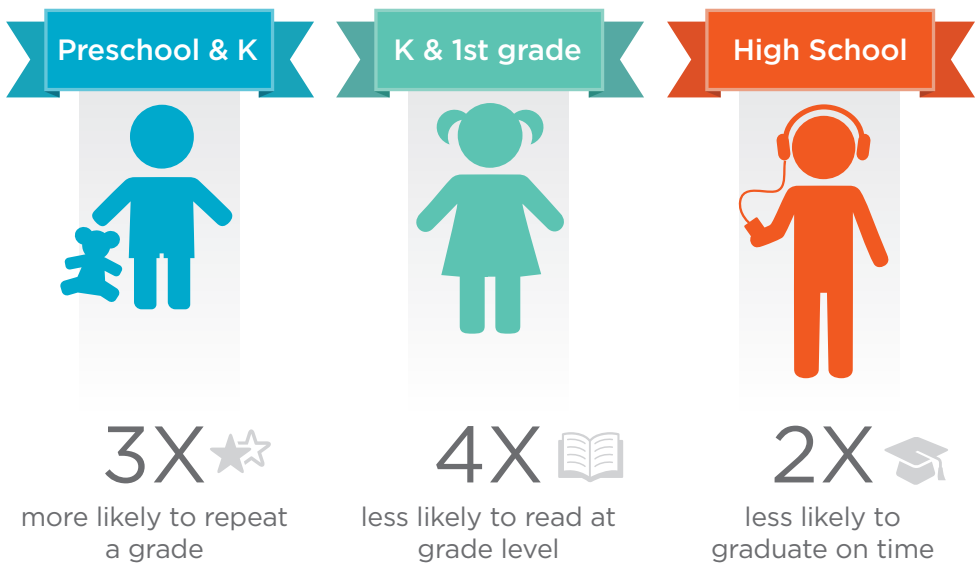 Preschool & K
K & 1st grade
High School
3X
more likely to repeat
a grade
4X
less likely to read at
grade level
2X
less likely to
graduate on time